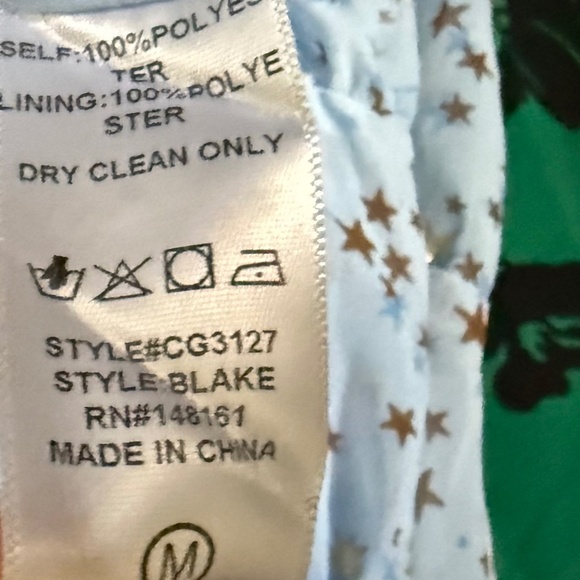 SELF:100%POLYES
TER
LINING:100%POLYE
STER
DRY CLEAN ONLY
STYLE#CG3127
STYLE:BLAKE
RN#148161
MADE IN CHINA
M